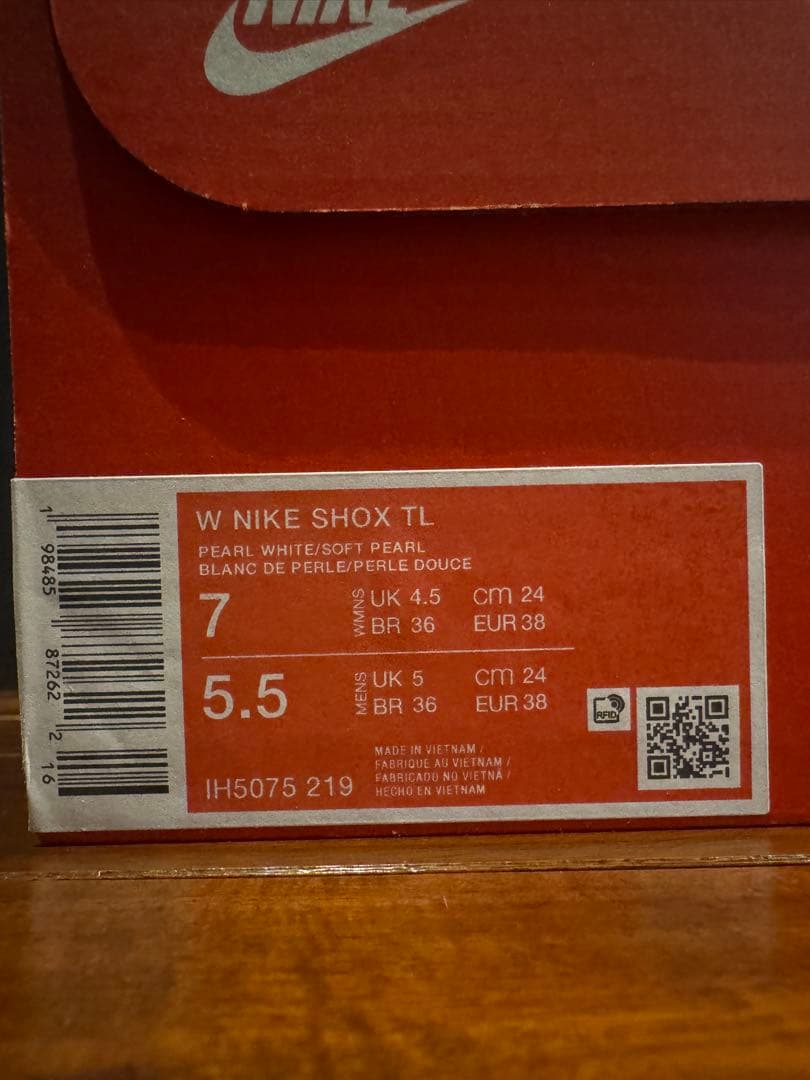 NIKE
W NIKE SHOX TL
PEARL WHITE/SOFT PEARL
BLANC DE PERLE/PERLE DOUCE
7 WMNS UK 4.5 cm 24
BR 36 EUR 38
5.5 MENS UK 5 cm 24
BR 36 EUR 38
IH5075 219
MADE IN VIETNAM /
FABRIQUE AU VIETNAM /
FABRICADO NO VIETNÃ /
HECHO EN VIETNAM
RFID
1 98485 87262 2 16